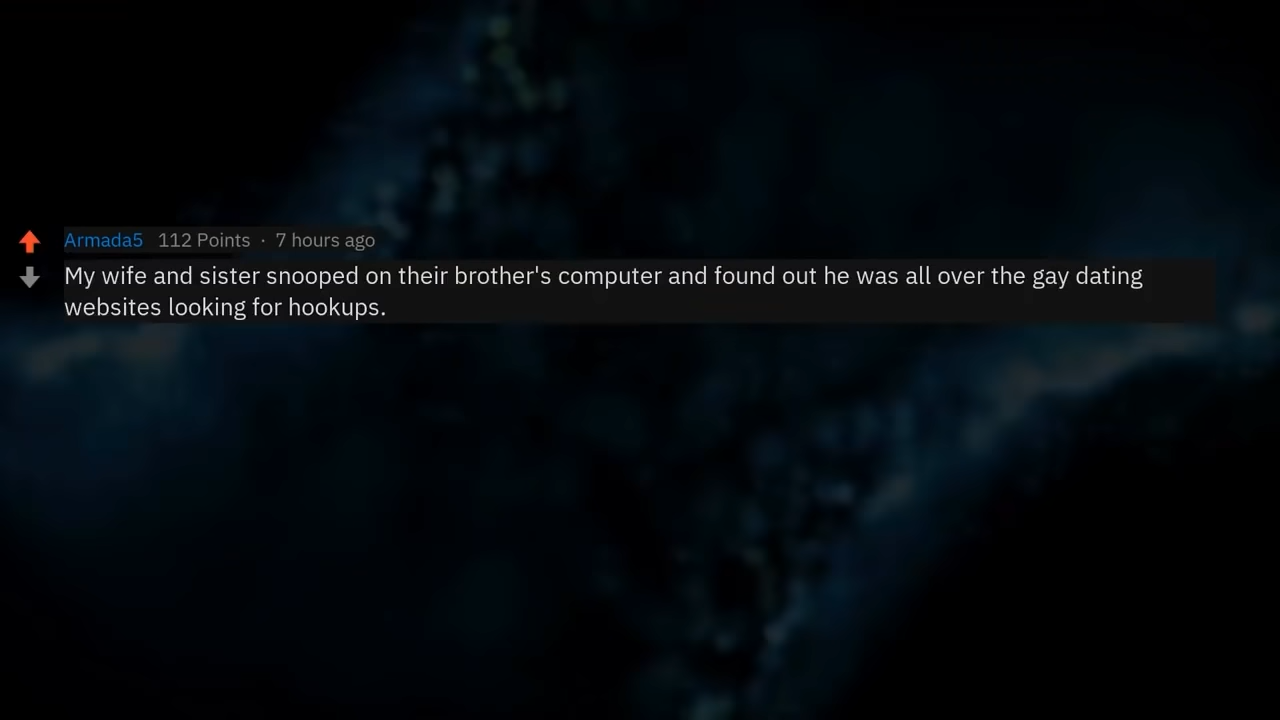 Armada5 112 Points · 7 hours ago
My wife and sister snooped on their brother's computer and found out he was all over the gay dating
websites looking for hookups.